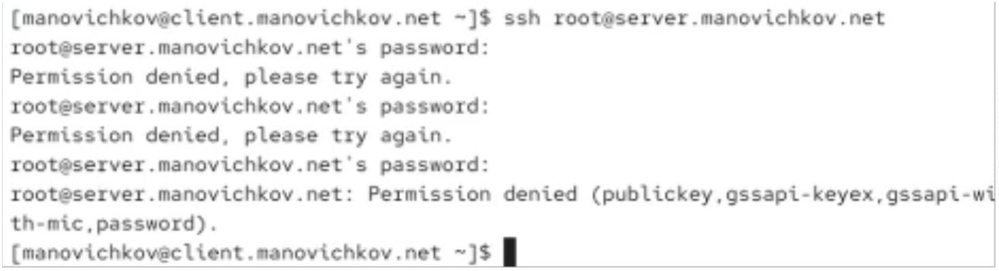 [manovichkov@client.manovichkov.net ~]$ ssh root@server.manovichkov.net
root@server.manovichkov.net's password:
Permission denied, please try again.
root@server.manovichkov.net's password:
Permission denied, please try again.
root@server.manovichkov.net's password:
root@server.manovichkov.net: Permission denied (publickey,gssapi-keyex,gssapi-wi
th-mic,password).
[manovichkov@client.manovichkov.net ~]$